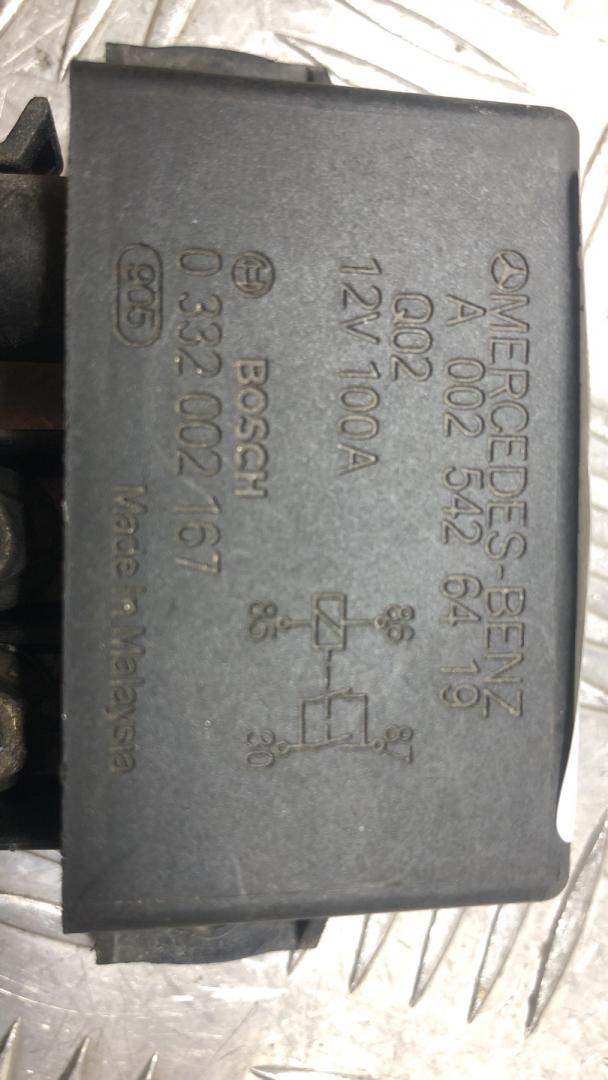 MERCEDES-BENZ
A 002 542 64 19
Q02
12V 100A
86
87
85
30
BOSCH
0 332 002 167
905
Made in Malaysia